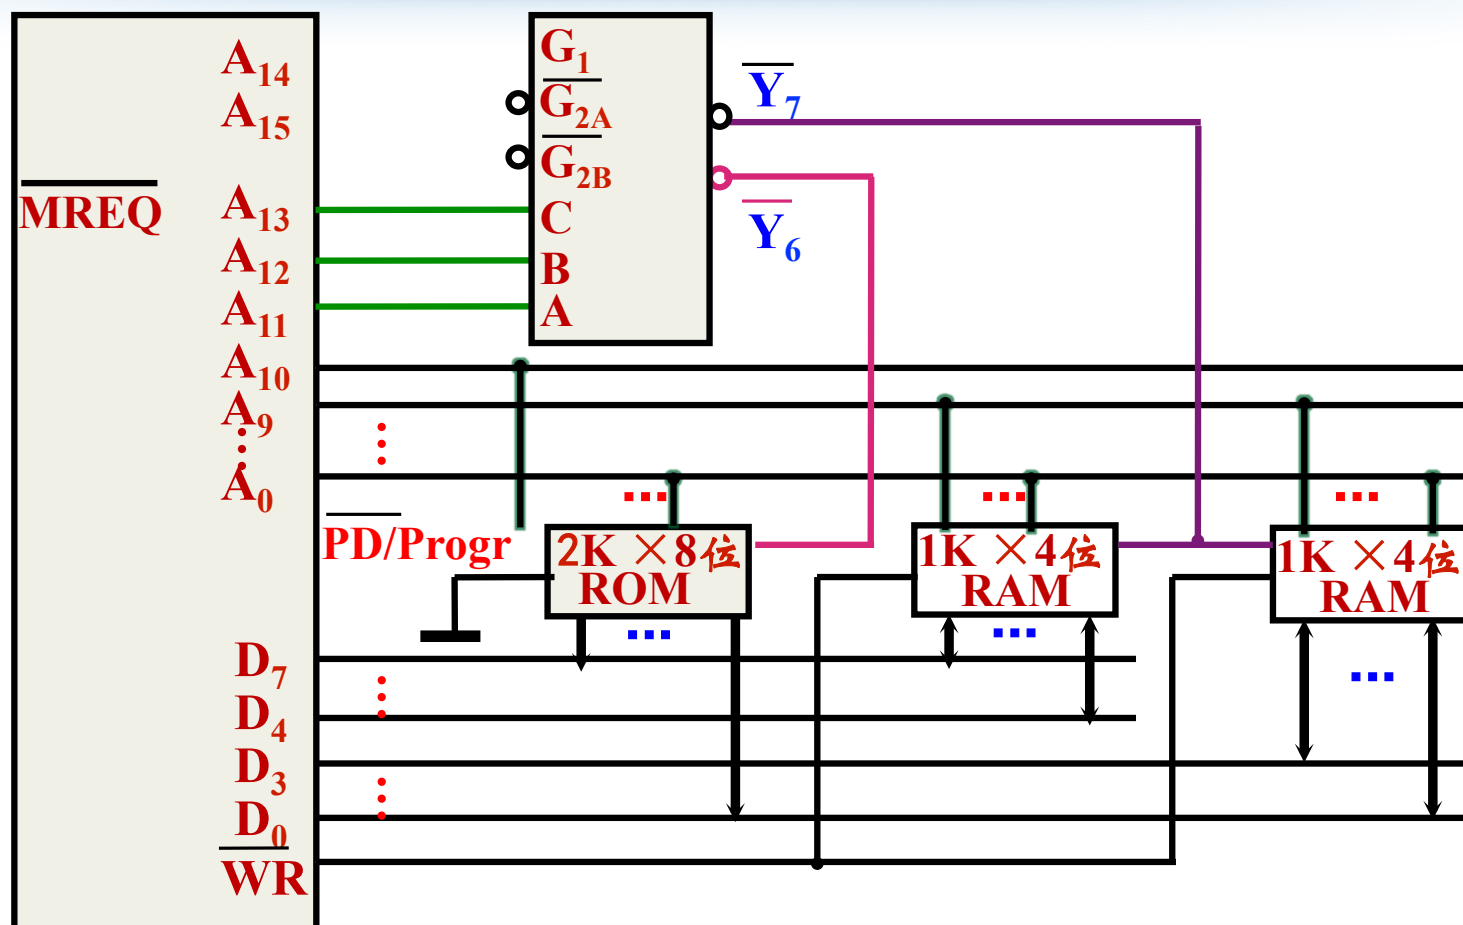 A14
A15
MREQ
A13
A12
A11
A10
A9
A0
G1
G2A
G2B
C
B
A
Y7
Y6
PD/Progr
2K ×8位
ROM
1K ×4位
RAM
1K ×4位
RAM
D7
D4
D3
D0
WR